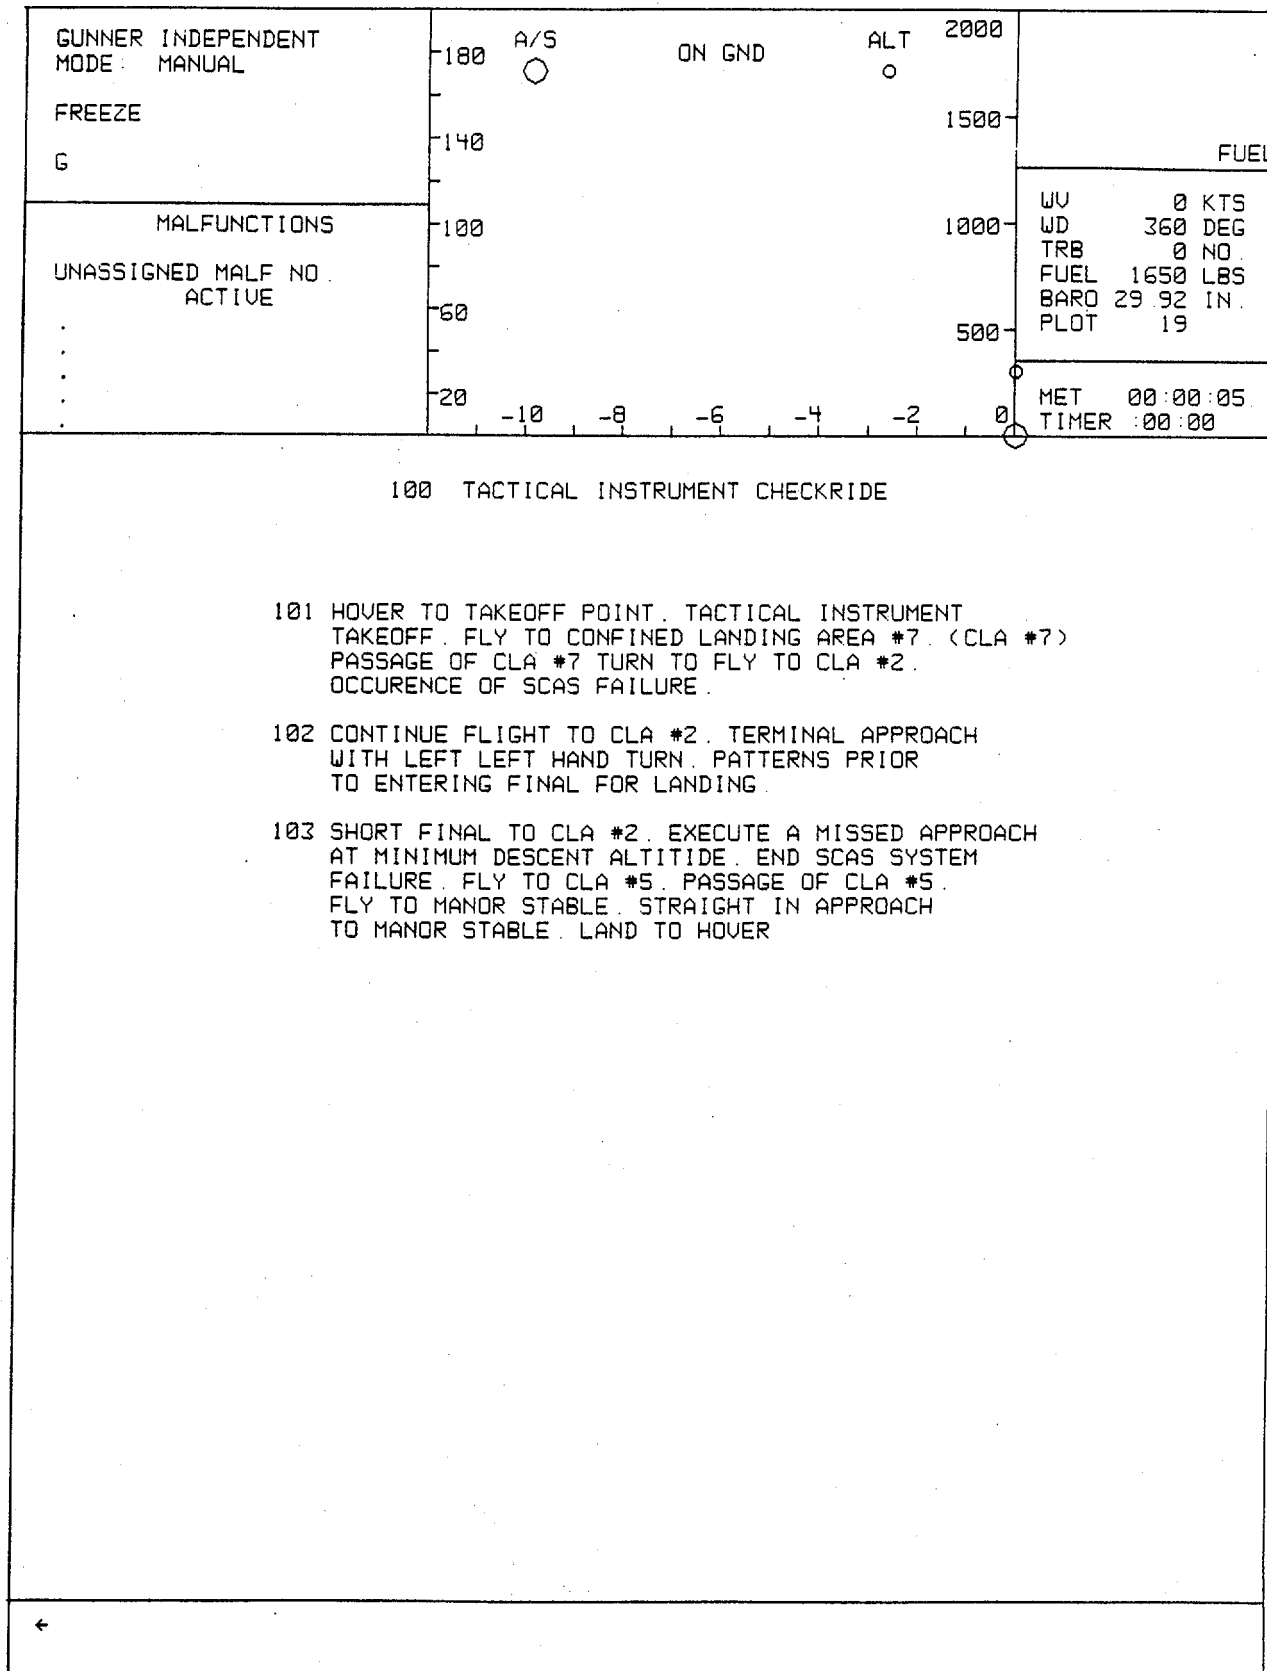 GUNNER INDEPENDENT
MODE: MANUAL
FREEZE
G
MALFUNCTIONS
UNASSIGNED MALF NO.
ACTIVE
.
.
.
.
.
A/S
ON GND
ALT
180
140
100
60
20
-10 -8 -6 -4 -2 0
2000
1500
1000
500
FUEL
WV 0 KTS
WD 360 DEG
TRB 0 NO.
FUEL 1650 LBS
BARO 29.92 IN.
PLOT 19
MET 00:00:05
TIMER :00:00
100 TACTICAL INSTRUMENT CHECKRIDE
101 HOVER TO TAKEOFF POINT. TACTICAL INSTRUMENT
TAKEOFF. FLY TO CONFINED LANDING AREA #7. (CLA #7)
PASSAGE OF CLA #7 TURN TO FLY TO CLA #2.
OCCURENCE OF SCAS FAILURE.
102 CONTINUE FLIGHT TO CLA #2. TERMINAL APPROACH
WITH LEFT LEFT HAND TURN. PATTERNS PRIOR
TO ENTERING FINAL FOR LANDING.
103 SHORT FINAL TO CLA #2. EXECUTE A MISSED APPROACH
AT MINIMUM DESCENT ALTITIDE. END SCAS SYSTEM
FAILURE. FLY TO CLA #5. PASSAGE OF CLA #5.
FLY TO MANOR STABLE. STRAIGHT IN APPROACH
TO MANOR STABLE. LAND TO HOVER
←